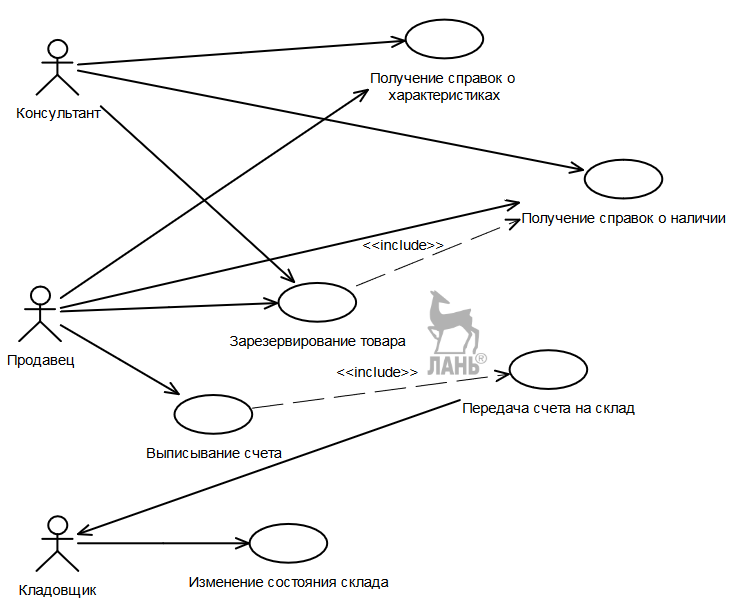 Получение справок о
характеристиках
Консультант
Получение справок о наличии
<<include>>
Зарезервирование товара
Продавец
ЛАНЬ®
<<include>>
Передача счета на склад
Выписывание счета
Изменение состояния склада
Кладовщик